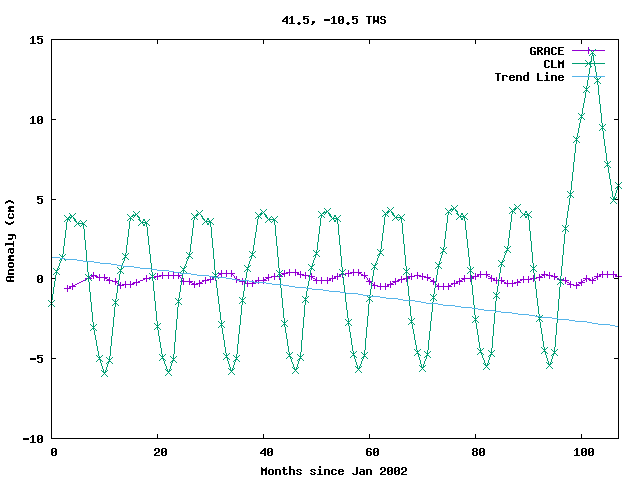 41.5, -10.5 TWS
15
GRACE
CLM
Trend Line
10
5
0
-5
-10
Anomaly (cm)
0 20 40 60 80 100
Months since Jan 2002